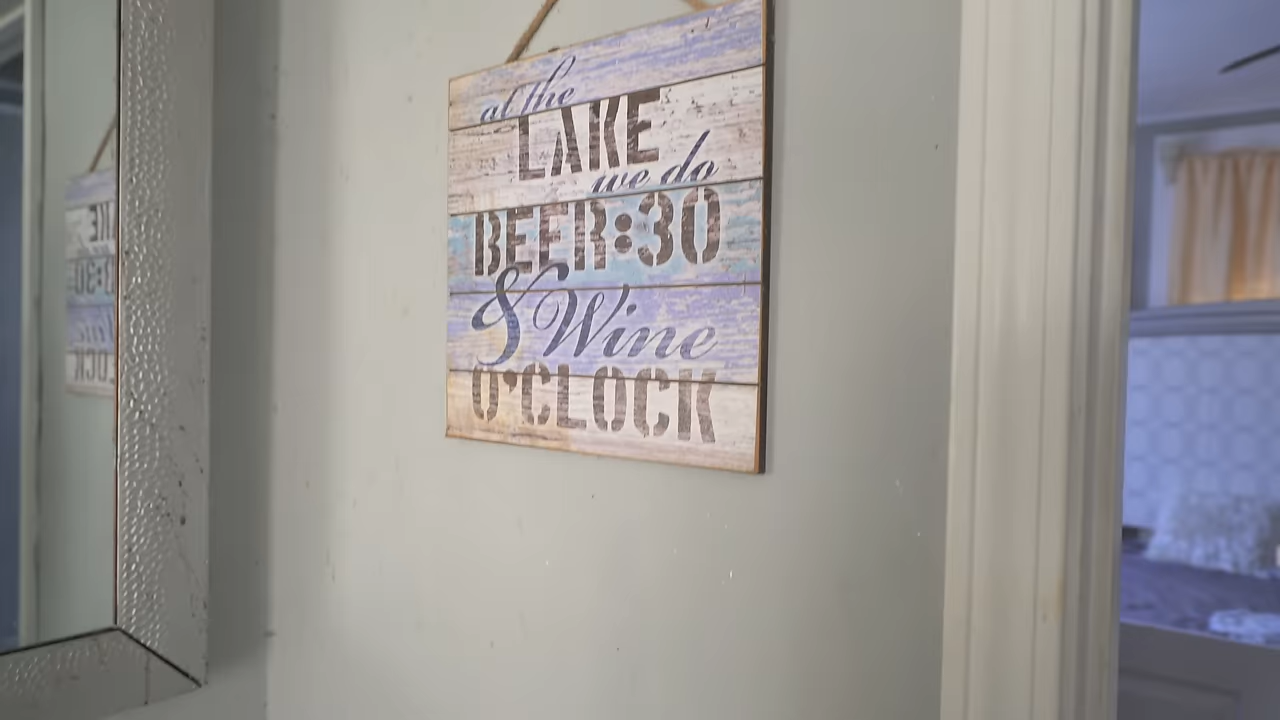 at the
LAKE
we do
BEER:30
& Wine
O'CLOCK